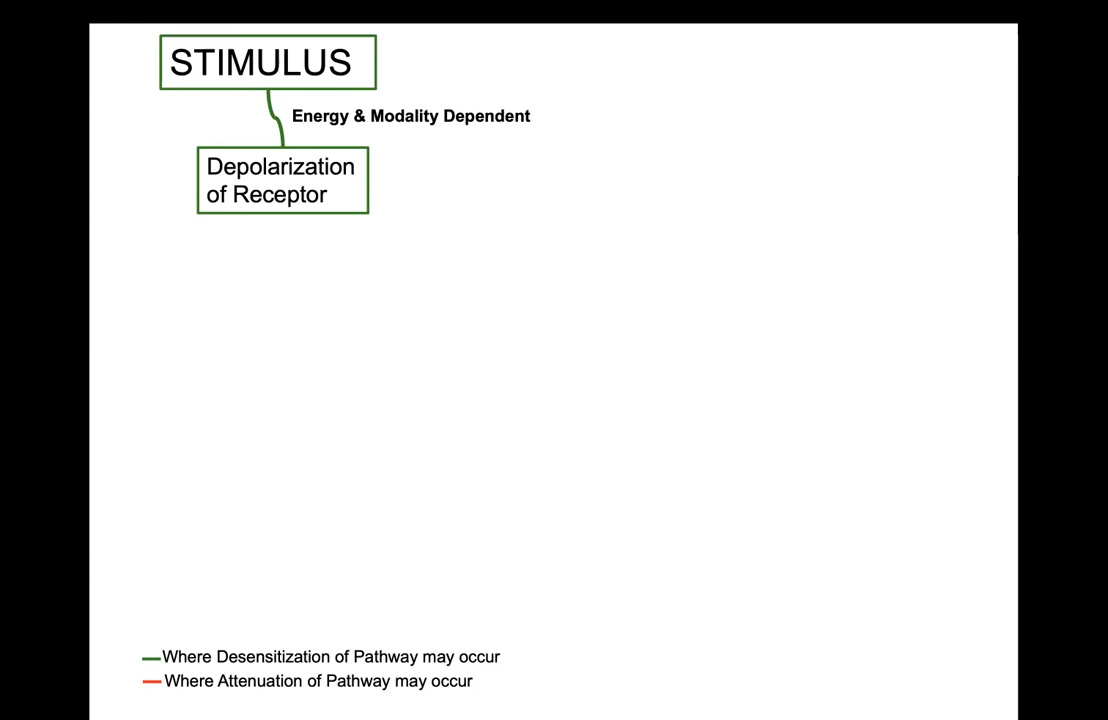 STIMULUS
Energy & Modality Dependent
Depolarization
of Receptor
Where Desensitization of Pathway may occur
Where Attenuation of Pathway may occur